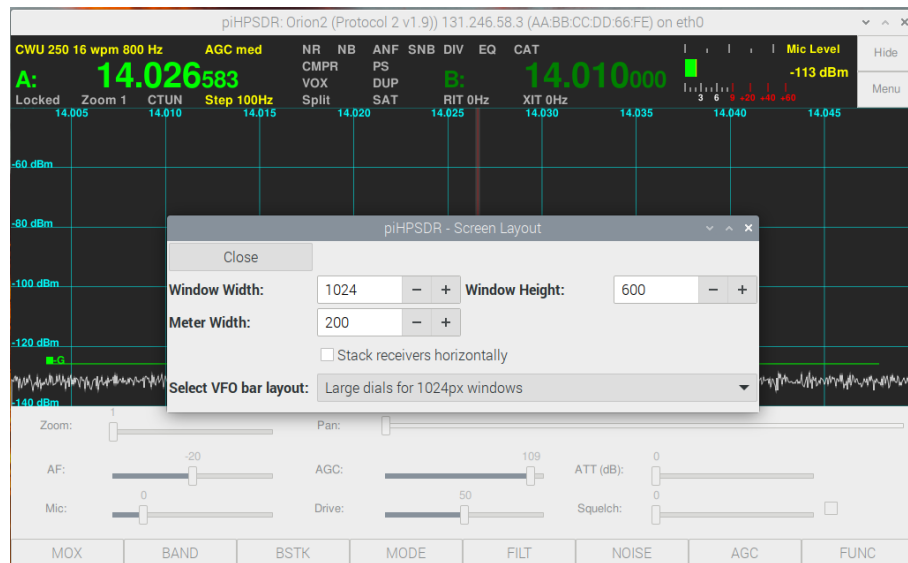 piHPSDR: Orion2 (Protocol 2 v1.9)) 131.246.58.3 (AA:BB:CC:DD:66:FE) on eth0
CWU 250 16 wpm 800 Hz AGC med NR NB ANF SNB DIV EQ CAT Mic Level Hide
CMPR PS
A: 14.026583 VOX DUP B: 14.010000 -113 dBm Menu
Locked Zoom 1 CTUN Step 100Hz Split SAT RIT 0Hz XIT 0Hz 3 6 9 +20 +40 +60
14.005 14.010 14.015 14.020 14.025 14.030 14.035 14.040 14.045
-60 dBm
-80 dBm
piHPSDR - Screen Layout
Close
-100 dBm
Window Width: 1024 − + Window Height: 600 − +
Meter Width: 200 − +
-120 dBm
Stack receivers horizontally
-G
Select VFO bar layout: Large dials for 1024px windows
-140 dBm
Zoom: 1 Pan:
AF: -20 AGC: 109 ATT (dB): 0
Mic: 0 Drive: 50 Squelch: 0
MOX BAND BSTK MODE FILT NOISE AGC FUNC